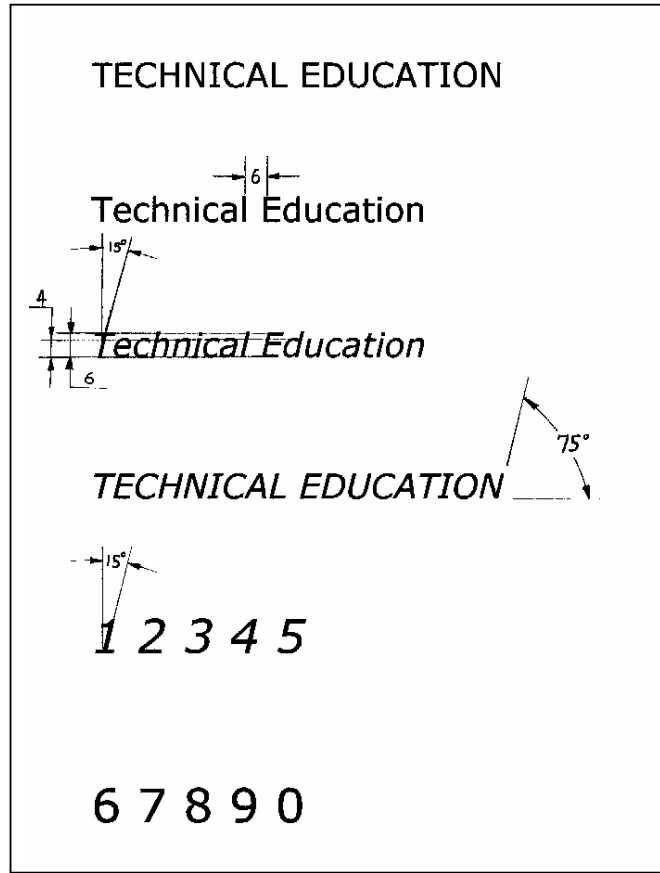 TECHNICAL EDUCATION
6
Technical Education
15°
4
Technical Education
6
75°
TECHNICAL EDUCATION
15°
1 2 3 4 5
6 7 8 9 0